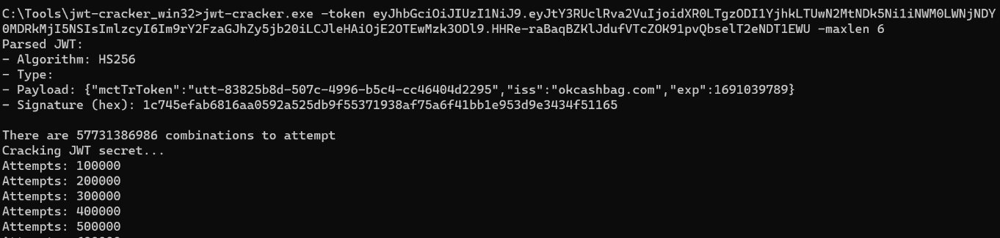 C:\Tools\jwt-cracker_win32>jwt-cracker.exe -token eyJhbGciOiJIUzI1NiJ9.eyJtY3RUclRva2VuIjoidXR0LTgzODI1YjhkLTUwN2MtNDk5Ni1iNWM0LWNjNDY
0MDRkMjI5NSIsImlzcyI6Im9rY2FzaGJhZy5jb20iLCJleHAiOjE2OTEwMzk3ODl9.HHRe-raBaqBZKlJdufVTcZOK91pvQbselT2eNDT1EWU -maxlen 6
Parsed JWT:
- Algorithm: HS256
- Type:
- Payload: {"mctTrToken":"utt-83825b8d-507c-4996-b5c4-cc46404d2295","iss":"okcashbag.com","exp":1691039789}
- Signature (hex): 1c745efab6816aa0592a525db9f55371938af75a6f41bb1e953d9e3434f51165
There are 57731386986 combinations to attempt
Cracking JWT secret...
Attempts: 100000
Attempts: 200000
Attempts: 300000
Attempts: 400000
Attempts: 500000